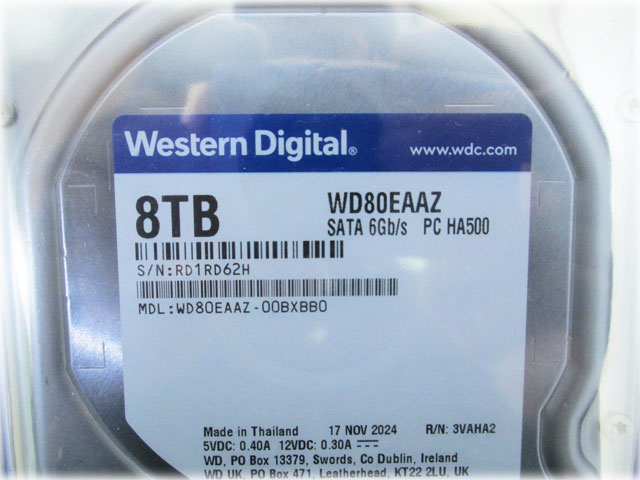 Western Digital® www.wdc.com
8TB WD80EAAZ
SATA 6Gb/s PC HA500
S/N:RD1RD62H
MDL:WD80EAAZ-00BXBB0
Made in Thailand 17 NOV 2024 R/N: 3VAHA2
5VDC: 0.40A 12VDC: 0.30A
WD, PO Box 13379, Swords, Co Dublin, Ireland
WD UK, PO Box 471, Leatherhead, KT22 2LU, UK